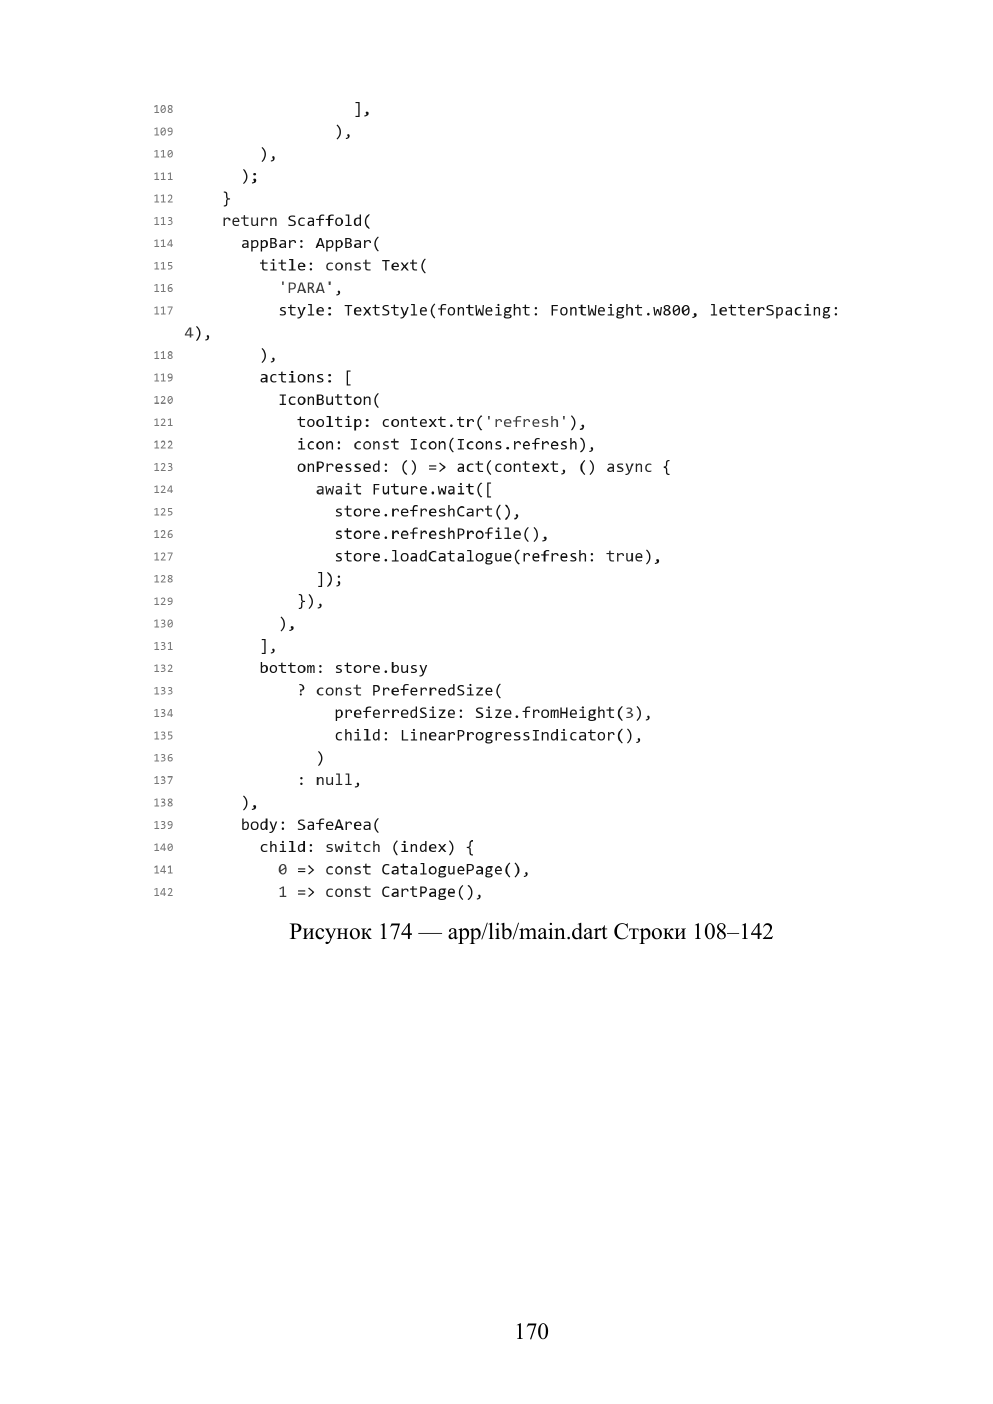 108                    ],
109                  ),
110          ),
111        );
112      }
113      return Scaffold(
114        appBar: AppBar(
115          title: const Text(
116            'PARA',
117            style: TextStyle(fontWeight: FontWeight.w800, letterSpacing:
4),
118          ),
119          actions: [
120            IconButton(
121              tooltip: context.tr('refresh'),
122              icon: const Icon(Icons.refresh),
123              onPressed: () => act(context, () async {
124                await Future.wait([
125                  store.refreshCart(),
126                  store.refreshProfile(),
127                  store.loadCatalogue(refresh: true),
128                ]);
129              }),
130            ),
131          ],
132          bottom: store.busy
133              ? const PreferredSize(
134                  preferredSize: Size.fromHeight(3),
135                  child: LinearProgressIndicator(),
136                )
137              : null,
138        ),
139        body: SafeArea(
140          child: switch (index) {
141            0 => const CataloguePage(),
142            1 => const CartPage(),
Рисунок 174 — app/lib/main.dart Строки 108–142
170